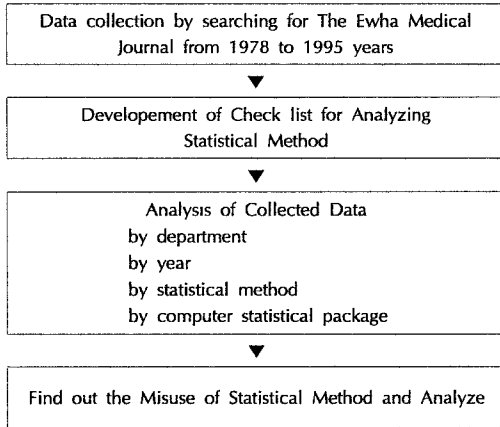 Data collection by searching for The Ewha Medical
Journal from 1978 to 1995 years
▼
Developement of Check list for Analyzing
Statistical Method
▼
Analysis of Collected Data
by department
by year
by statistical method
by computer statistical package
▼
Find out the Misuse of Statistical Method and Analyze